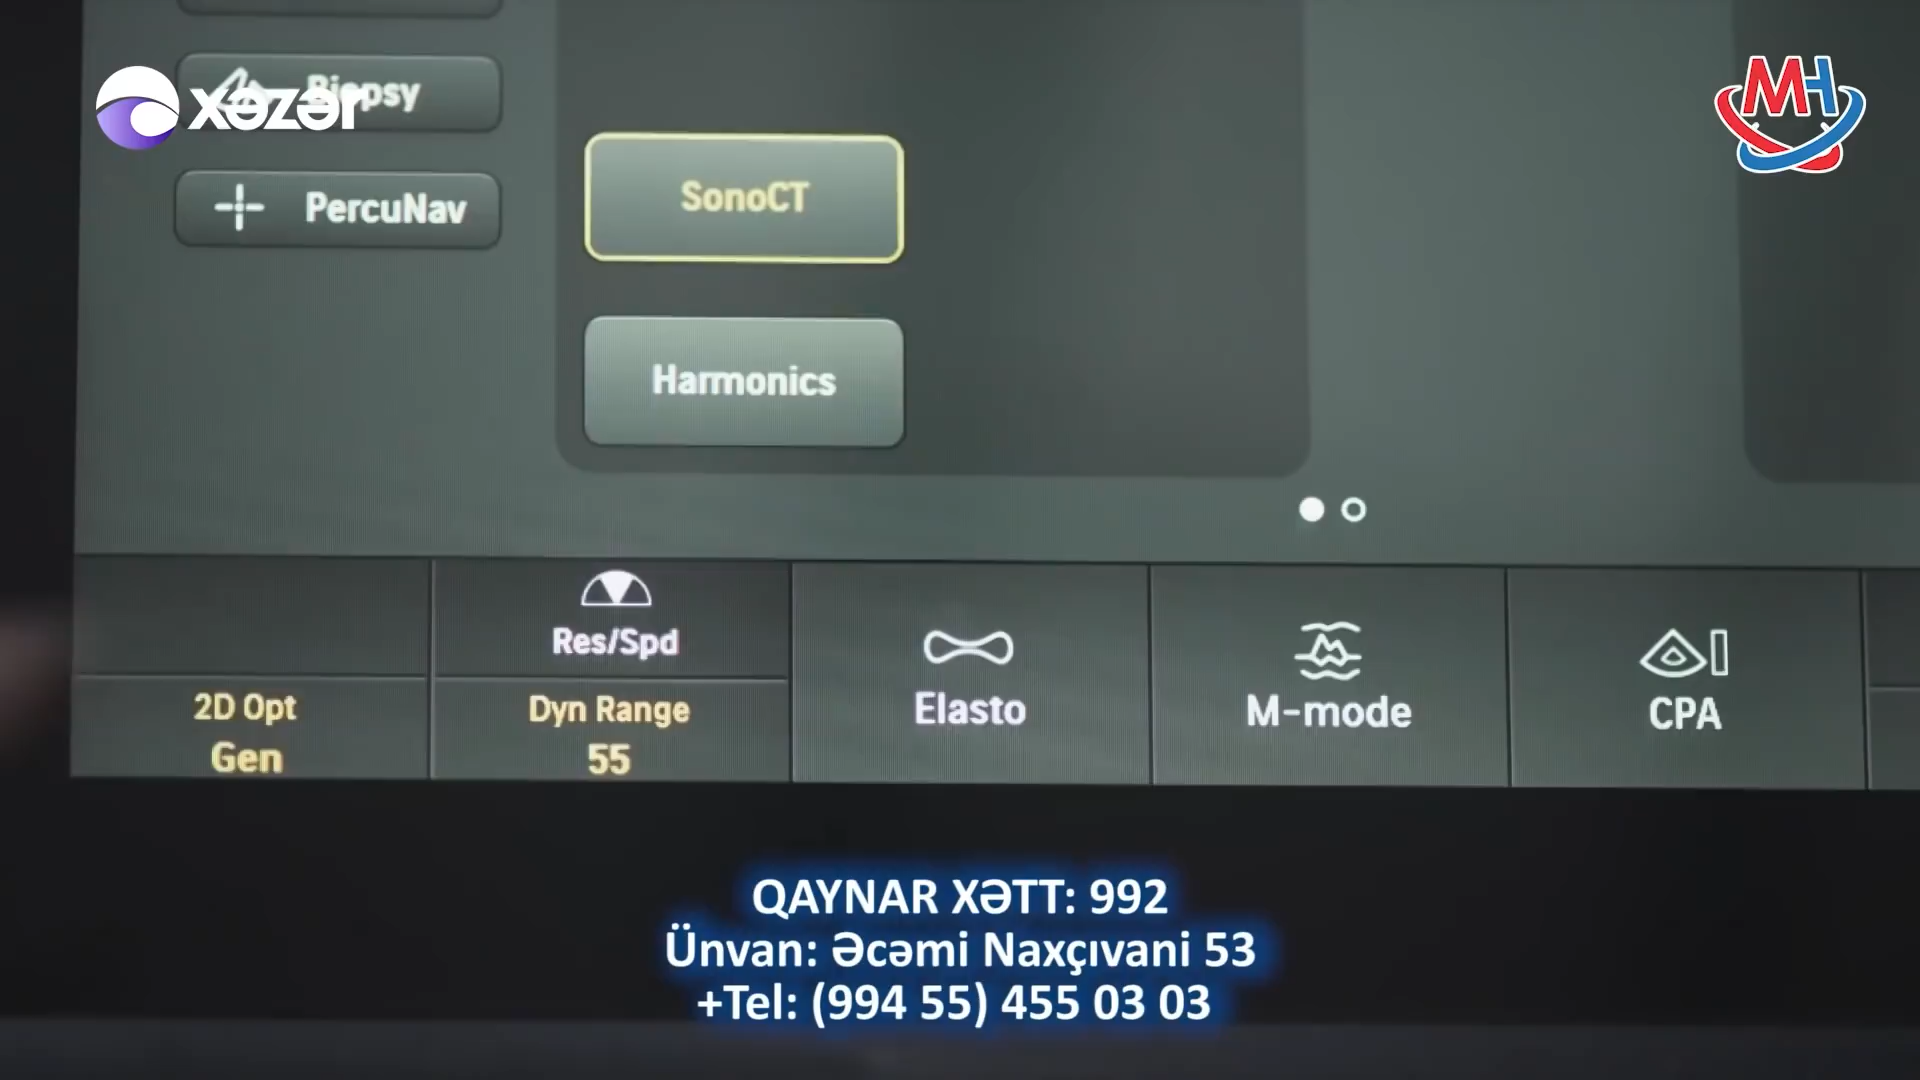 Biopsy
xəzər
MH
PercuNav
SonoCT
Harmonics
Res/Spd
2D Opt
Gen
Dyn Range
55
Elasto
M-mode
CPA
QAYNAR XƏTT: 992
Ünvan: Əcəmi Naxçıvani 53
+Tel: (994 55) 455 03 03